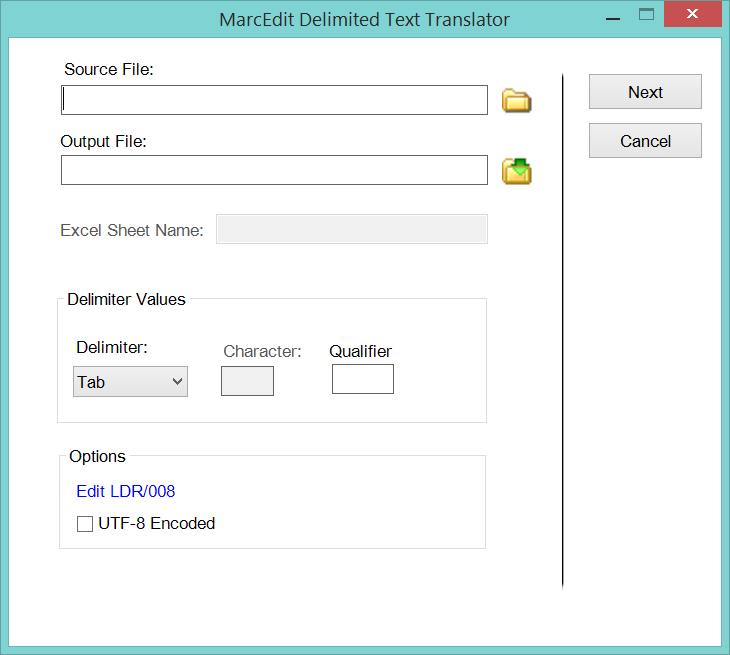 MarcEdit Delimited Text Translator
Source File:
Next
Output File:
Cancel
Excel Sheet Name:
Delimiter Values
Delimiter:
Character:
Qualifier
Tab
Options
Edit LDR/008
UTF-8 Encoded